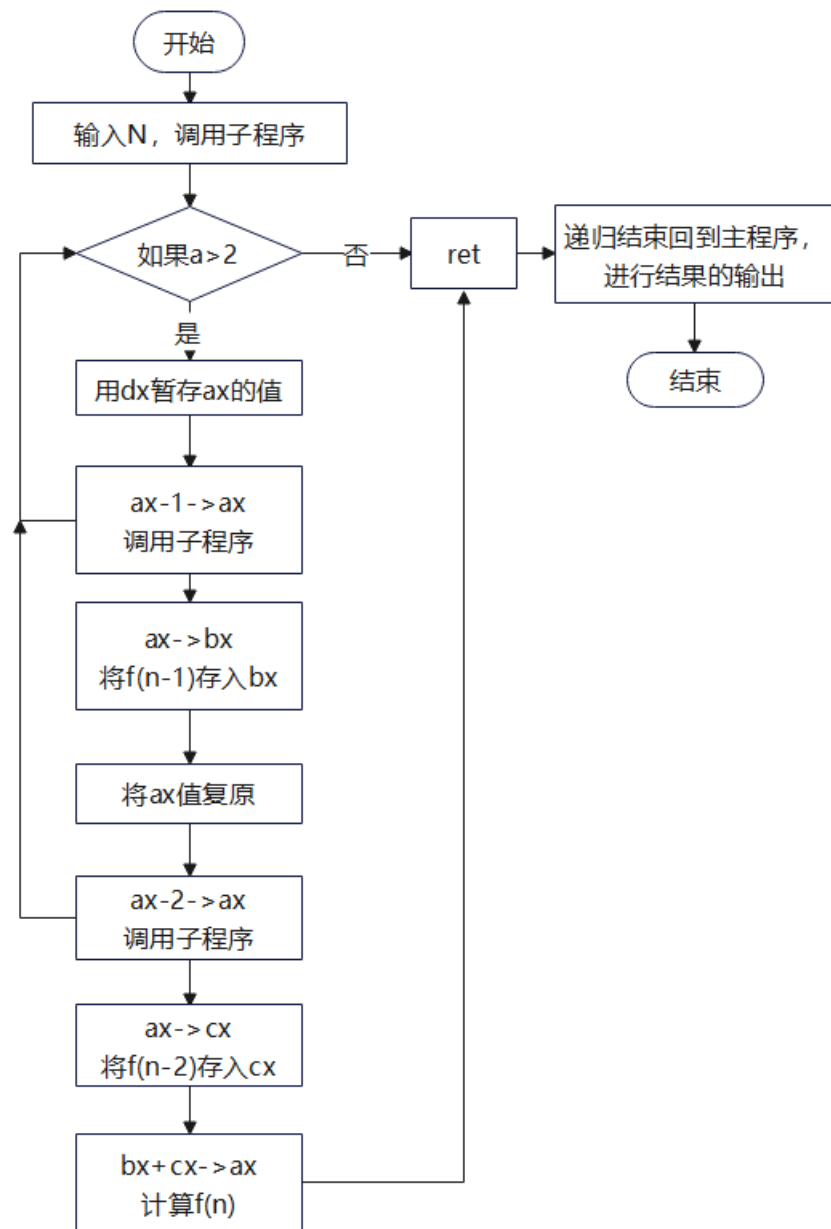 开始
输入N，调用子程序
如果a>2
否
ret
递归结束回到主程序，
进行结果的输出
结束
是
用dx暂存ax的值
ax-1->ax
调用子程序
ax->bx
将f(n-1)存入bx
将ax值复原
ax-2->ax
调用子程序
ax->cx
将f(n-2)存入cx
bx+cx->ax
计算f(n)